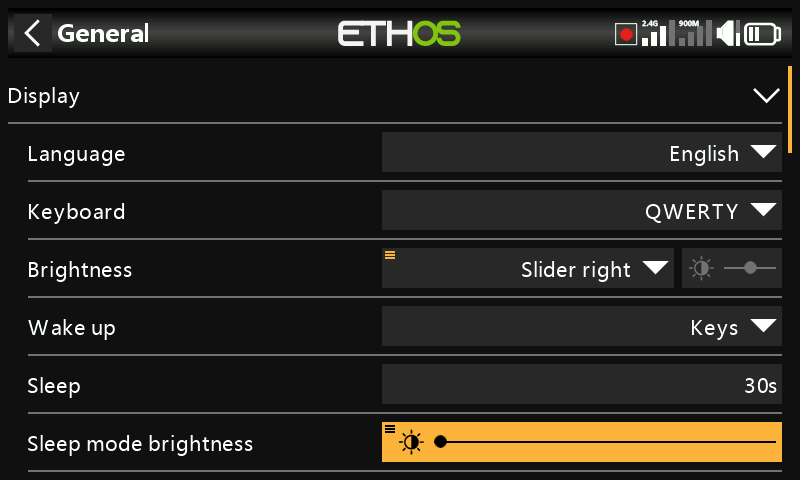 General
ETHOS
2.4G
900M
Display
Language
English
Keyboard
QWERTY
Brightness
Slider right
Wake up
Keys
Sleep
30s
Sleep mode brightness